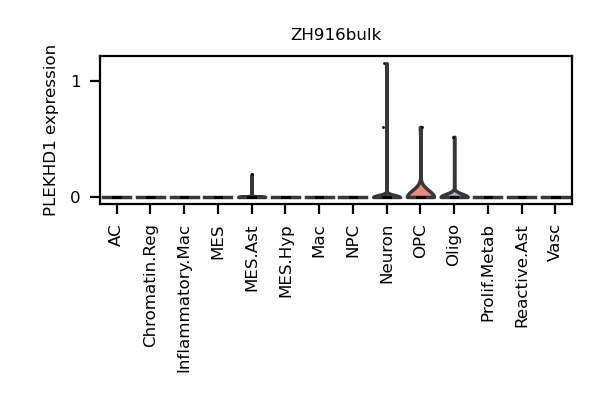 ZH916bulk
PLEKHD1 expression
1
0
AC
Chromatin.Reg
Inflammatory.Mac
MES
MES.Ast
MES.Hyp
Mac
NPC
Neuron
OPC
Oligo
Prolif.Metab
Reactive.Ast
Vasc